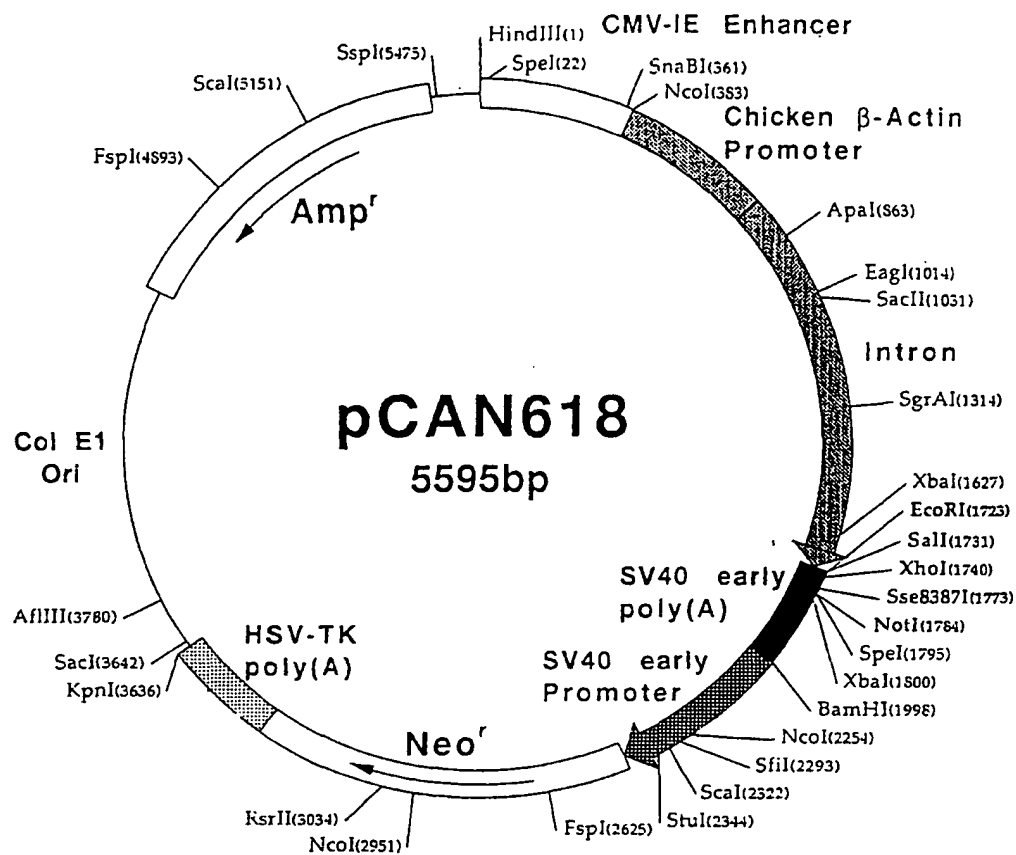 HindIII(1)
CMV-IE Enhancer
SpeI(22)
SspI(5475)
SnaBI(361)
NcoI(383)
ScaI(5151)
Chicken β-Actin
Promoter
FspI(4893)
Ampʳ
ApaI(863)
EagI(1014)
SacII(1031)
Intron
SgrAI(1314)
pCAN618
5595bp
Col E1
Ori
XbaI(1627)
EcoRI(1723)
SalI(1731)
XhoI(1740)
Sse8387I(1773)
NotI(1784)
SpeI(1795)
XbaI(1800)
BamHI(1998)
SV40 early
poly(A)
SV40 early
Promoter
AflIII(3780)
SacI(3642)
KpnI(3636)
HSV-TK
poly(A)
Neoʳ
NcoI(2254)
SfiI(2293)
ScaI(2322)
StuI(2344)
FspI(2625)
KsrII(3034)
NcoI(2951)